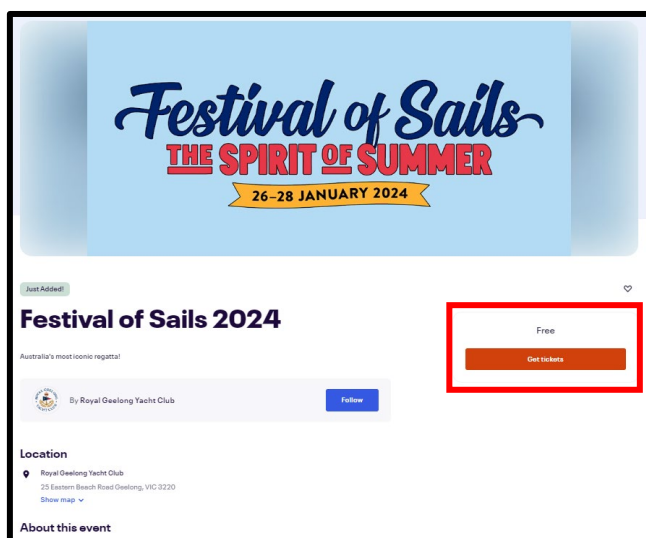 Festival of Sails
THE SPIRIT OF SUMMER
26–28 JANUARY 2024
Just Added!
Festival of Sails 2024
Free
Get tickets
Australia's most iconic regatta!
By Royal Geelong Yacht Club
Follow
Location
Royal Geelong Yacht Club
25 Eastern Beach Road Geelong, VIC 3220
Show map
About this event